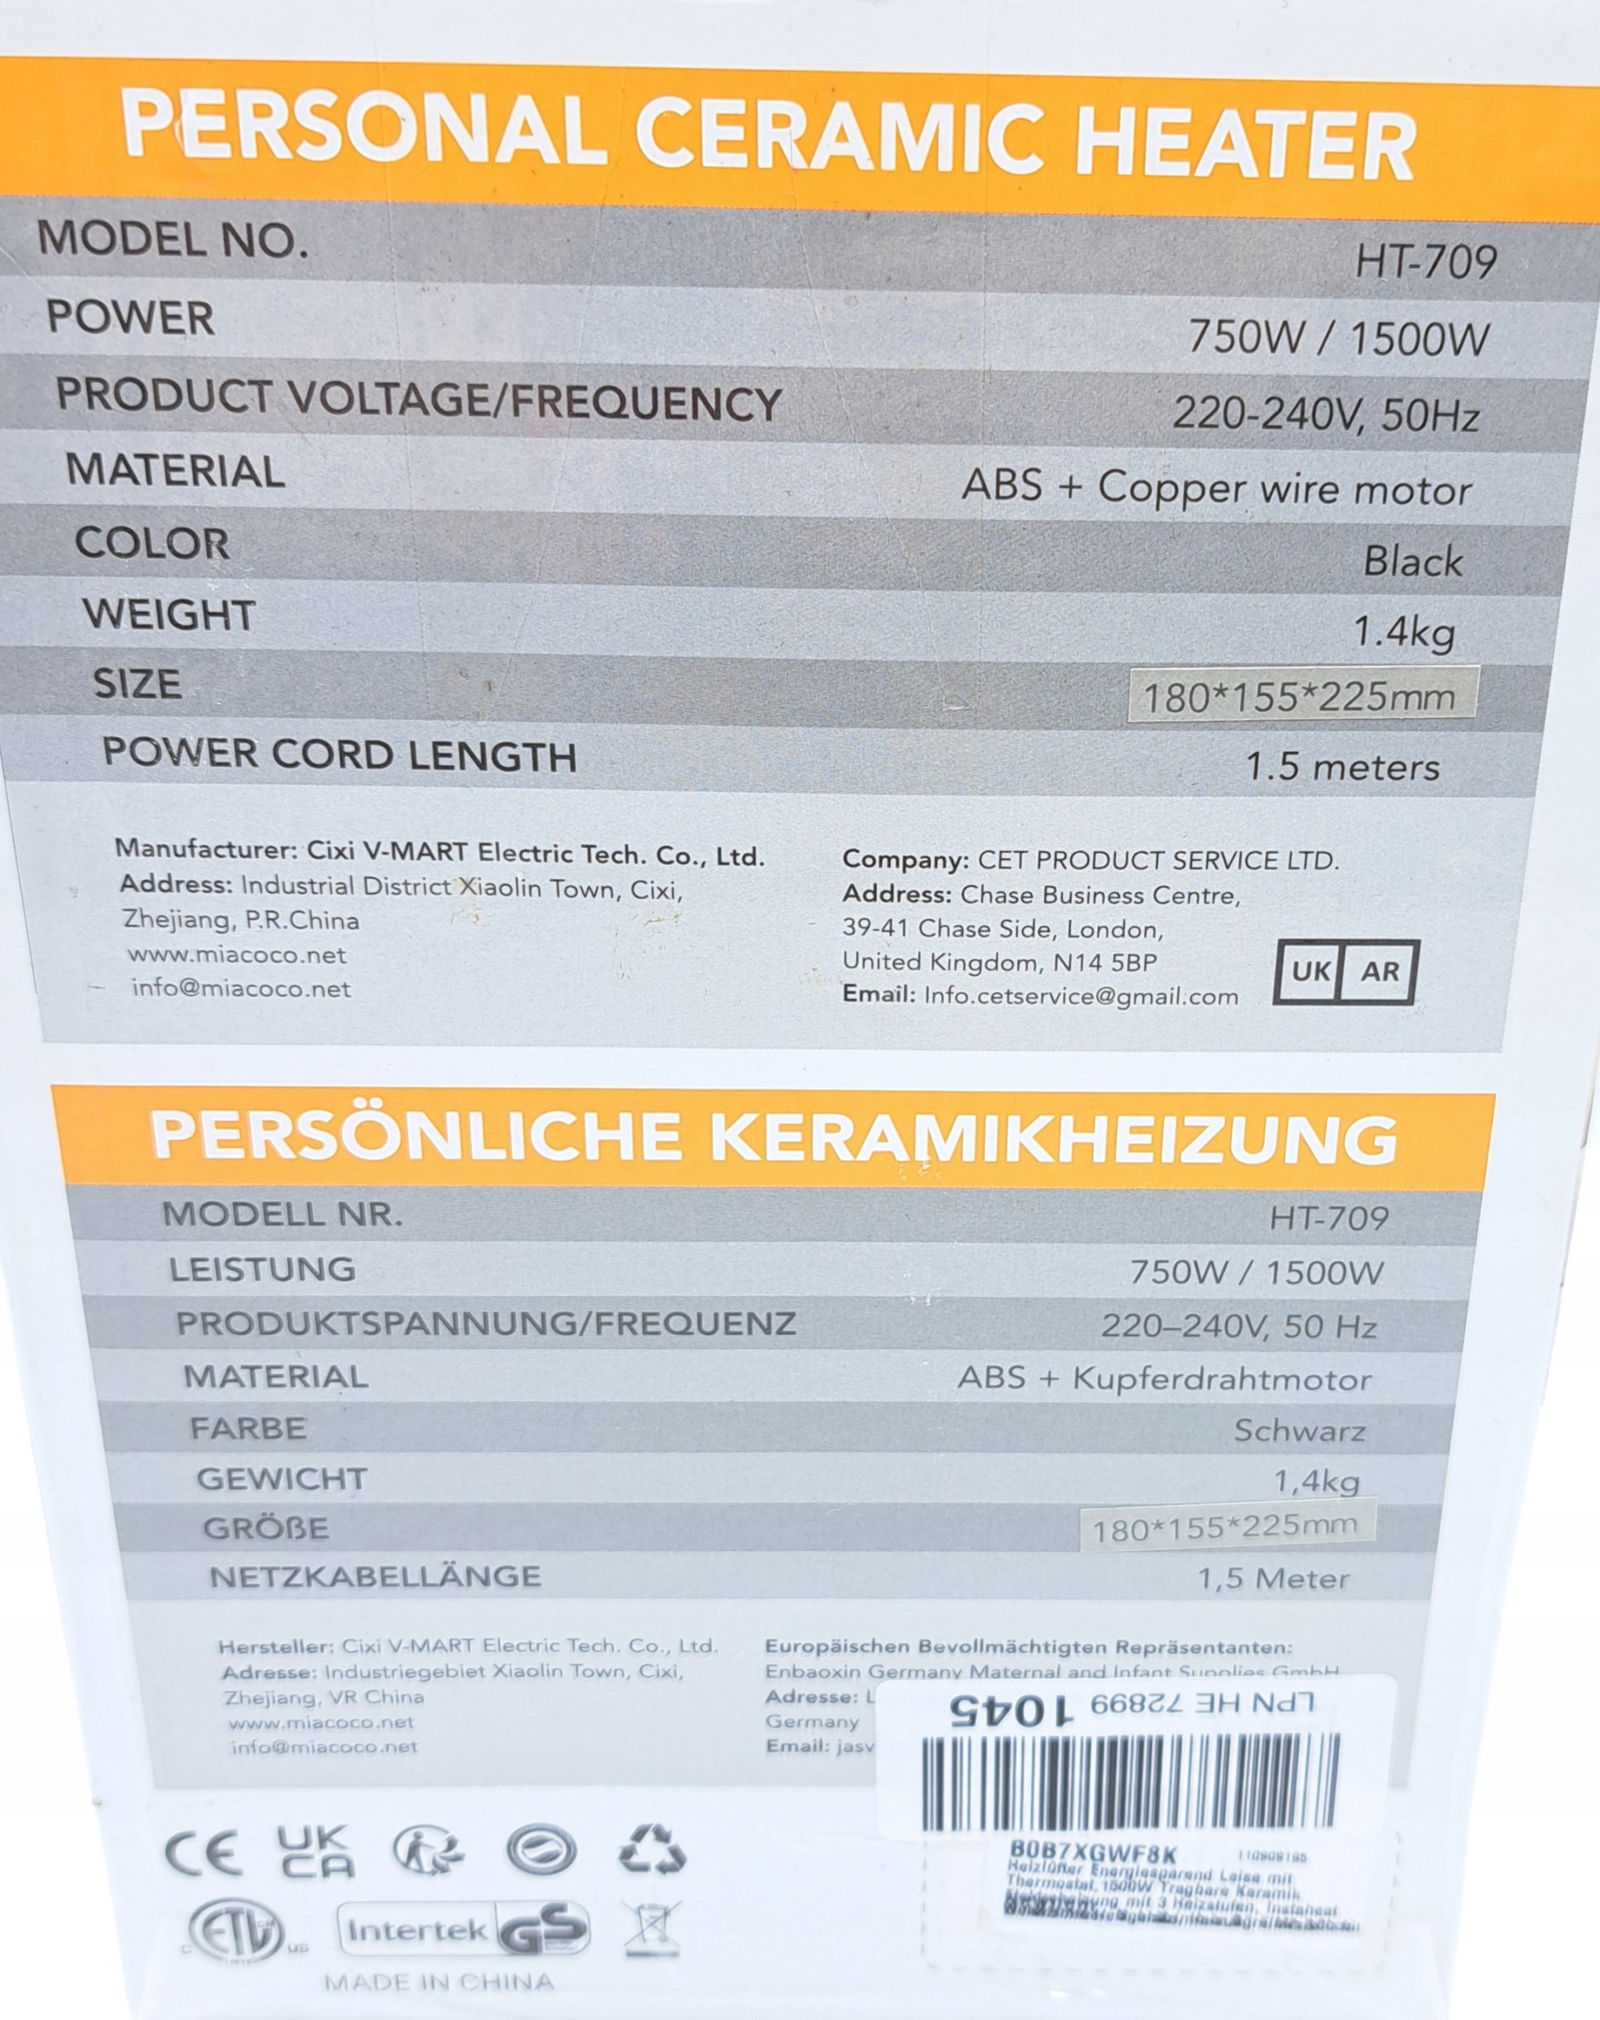 PERSONAL CERAMIC HEATER
MODEL NO. HT-709
POWER 750W / 1500W
PRODUCT VOLTAGE/FREQUENCY 220-240V, 50Hz
MATERIAL ABS + Copper wire motor
COLOR Black
WEIGHT 1.4kg
SIZE 180*155*225mm
POWER CORD LENGTH 1.5 meters
Manufacturer: Cixi V-MART Electric Tech. Co., Ltd.
Address: Industrial District Xiaolin Town, Cixi,
Zhejiang, P.R.China
www.miacoco.net
info@miacoco.net
Company: CET PRODUCT SERVICE LTD.
Address: Chase Business Centre,
39-41 Chase Side, London,
United Kingdom, N14 5BP
Email: Info.cetservice@gmail.com
UK AR
PERSÖNLICHE KERAMIKHEIZUNG
MODELL NR. HT-709
LEISTUNG 750W / 1500W
PRODUKTSPANNUNG/FREQUENZ 220–240V, 50 Hz
MATERIAL ABS + Kupferdrahtmotor
FARBE Schwarz
GEWICHT 1,4kg
GRÖßE 180*155*225mm
NETZKABELLÄNGE 1,5 Meter
Hersteller: Cixi V-MART Electric Tech. Co., Ltd.
Adresse: Industriegebiet Xiaolin Town, Cixi,
Zhejiang, VR China
www.miacoco.net
info@miacoco.net
Europäischen Bevollmächtigten Repräsentanten:
Enbaoxin Germany Maternal and Infant Supplies GmbH
Adresse: L
Germany
Email: jasv
LPN HE 72899 1045
B0B7XGWF8K 110909195
Heizlüfter Energiesparend Leise mit
Thermostat, 1500W Tragbare Keramik
mit 3 Heizstufen, Instaheat
CE
UK
CA
ETL
C US
Intertek GS
MADE IN CHINA